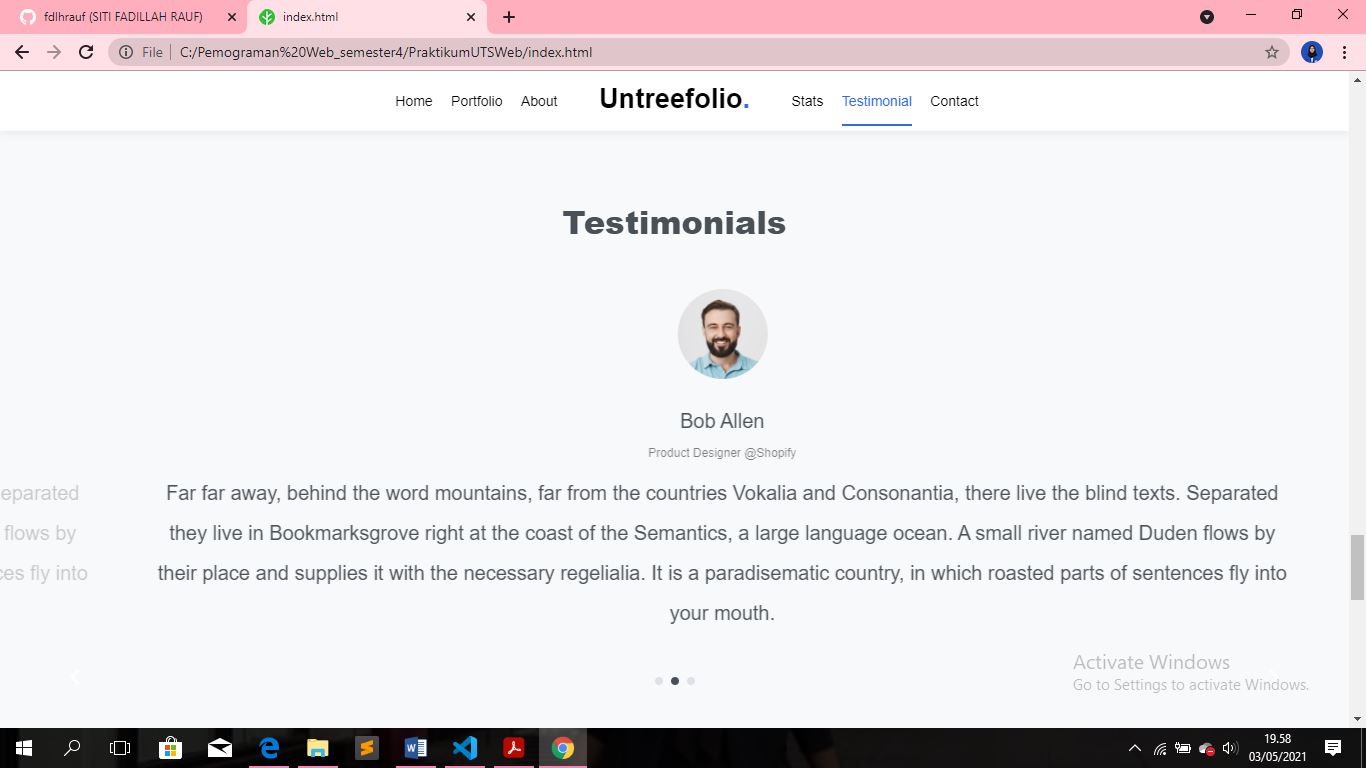 fdlhrauf (SITI FADILLAH RAUF)
index.html
File
C:/Pemograman%20Web_semester4/PraktikumUTSWeb/index.html
Home Portfolio About Untreefolio. Stats Testimonial Contact
Testimonials
Bob Allen
Product Designer @Shopify
eparated
flows by
ces fly into
Far far away, behind the word mountains, far from the countries Vokalia and Consonantia, there live the blind texts. Separated
they live in Bookmarksgrove right at the coast of the Semantics, a large language ocean. A small river named Duden flows by
their place and supplies it with the necessary regelialia. It is a paradisematic country, in which roasted parts of sentences fly into
your mouth.
Activate Windows
Go to Settings to activate Windows.
19.58
03/05/2021